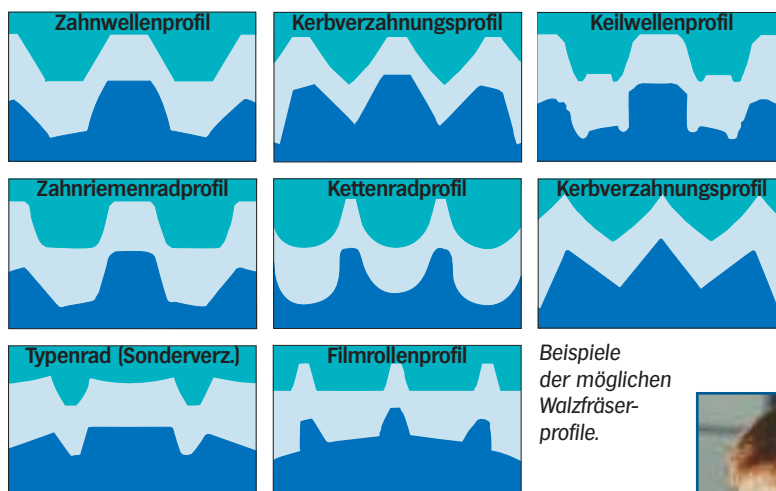 Zahnwellenprofil
Kerbverzahnungsprofil
Keilwellenprofil
Zahnriemenradprofil
Kettenradprofil
Kerbverzahnungsprofil
Typenrad (Sonderverz.)
Filmrollenprofil
Beispiele
der möglichen
Walzfräser-
profile.